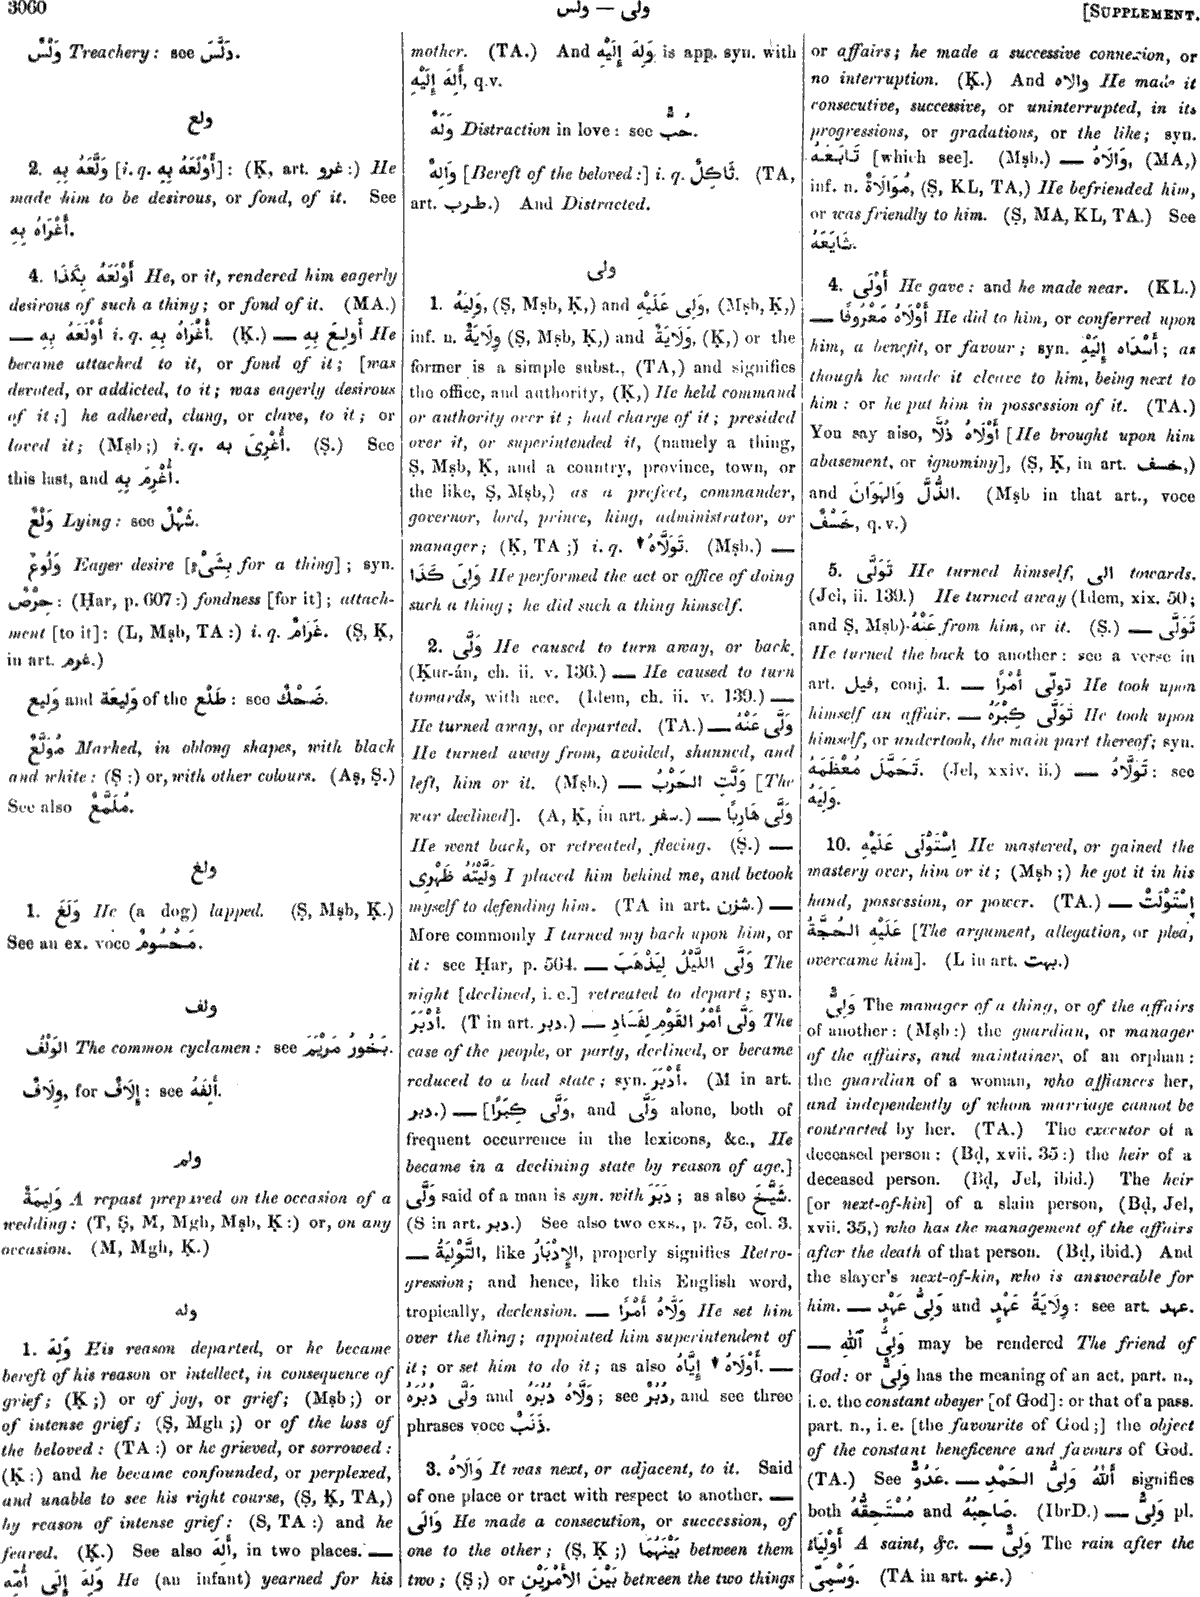 3060
ولى — ولس
[SUPPLEMENT.
وَلْسٌ Treachery: see دَلَّسَ.
ولع
2. وَلَّعَهُ بِهِ [i. q. أَوْلَعَهُ بِهِ]: (Ḳ, art. غرو:) He
made him to be desirous, or fond, of it. See
أَغْرَاهُ بِهِ.
4. أَوْلَعَهُ بِكَذَا He, or it, rendered him eagerly
desirous of such a thing; or fond of it. (MA.)
— أَوْلَعَهُ بِهِ i. q. أَغْرَاهُ بِهِ. (Ḳ.) — أُولِعَ بِهِ He
became attached to it, or fond of it; [was
devoted, or addicted, to it; was eagerly desirous
of it;] he adhered, clung, or clave, to it; or
loved it; (Mṣb;) i. q. أُغْرِىَ به. (Ṣ.) See
this last, and أُغْرِمَ بِهِ.
وَلْعٌ Lying: see شَهْلٌ.
وَلُوعٌ Eager desire [بِشَىْءٍ for a thing]; syn.
حِرْصٌ: (Ḥar, p. 607:) fondness [for it]; attach-
ment [to it]: (L, Mṣb, TA:) i. q. غَرَامٌ. (Ṣ, Ḳ,
in art. غرم.)
وَلِيع and وَلِيعَة of the طَلْع: see ضَحْكٌ.
مُوَلَّعٌ Marked, in oblong shapes, with black
and white: (Ṣ:) or, with other colours. (Aṣ, Ṣ.)
See also مُلَمَّعٌ.
ولغ
1. وَلَغَ He (a dog) lapped. (Ṣ, Mṣb, Ḳ.)
See an ex. voce مَحْسُومٌ.
ولف
الوَلْفُ The common cyclamen: see بَخُورُ مَرْيَمَ.
وِلَافٌ, for إِلَافٌ: see أَلِفَهُ.
ولم
وَلِيمَةٌ A repast prepared on the occasion of a
wedding: (T, Ṣ, M, Mgh, Mṣb, Ḳ:) or, on any
occasion. (M, Mgh, Ḳ.)
وله
1. وَلِهَ His reason departed, or he became
bereft of his reason or intellect, in consequence of
grief; (Ḳ;) or of joy, or grief; (Mṣb;) or
of intense grief; (Ṣ, Mgh;) or of the loss of
the beloved: (TA:) or he grieved, or sorrowed:
(Ḳ:) and he became confounded, or perplexed,
and unable to see his right course, (Ṣ, Ḳ, TA,)
by reason of intense grief: (S, TA:) and he
feared. (Ḳ.) See also أَلِهَ, in two places. —
وَلِهَ إِلَى أُمِّهِ He (an infant) yearned for his
mother. (TA.) And وَلِهَ إِلَيْهِ is app. syn. with
أَلِهَ إِلَيْهِ, q.v.
وَلَهٌ Distraction in love: see حُبٌّ.
وَالِهٌ [Bereft of the beloved:] i. q. ثَاكِلٌ. (TA,
art. طرب.) And Distracted.
ولى
1. وَلِيَهُ, (Ṣ, Mṣb, Ḳ,) and وَلِىَ عَلَيْهِ, (Mṣb, Ḳ,)
inf. n. وِلَايَةٌ (Ṣ, Mṣb, Ḳ,) and وَلَايَةٌ, (Ḳ,) or the
former is a simple subst., (TA,) and signifies
the office, and authority, (Ḳ,) He held command
or authority over it; had charge of it; presided
over it, or superintended it, (namely a thing,
Ṣ, Mṣb, Ḳ, and a country, province, town, or
the like, Ṣ, Mṣb,) as a prefect, commander,
governor, lord, prince, king, administrator, or
manager; (Ḳ, TA;) i. q. ♦ تَوَلَّاهُ. (Mṣb.) —
وَلِىَ كَذَا He performed the act or office of doing
such a thing; he did such a thing himself.
2. وَلَّى He caused to turn away, or back.
(Ḳur-án, ch. ii. v. 136.) — He caused to turn
towards, with acc. (Idem, ch. ii. v. 139.) —
He turned away, or departed. (TA.) — وَلَّى عَنْهُ
He turned away from, avoided, shunned, and
left, him or it. (Mṣb.) — وَلَّتِ الحَرْبُ [The
war declined]. (A, Ḳ, in art. سفر.) — وَلَّى هَارِبًا
He went back, or retreated, fleeing. (Ṣ.) —
وَلَّيْتُهُ ظَهْرِى I placed him behind me, and betook
myself to defending him. (TA in art. شزن.) —
More commonly I turned my back upon him, or
it: see Ḥar, p. 564. — وَلَّى اللَّيْلُ لِيَذْهَبَ The
night [declined, i. e.] retreated to depart; syn.
أَدْبَرَ. (T in art. دبر.) — وَلَّى أَمْرُ القَوْمِ لِفَسَادٍ The
case of the people, or party, declined, or became
reduced to a bad state; syn. أَدْبَرَ. (M in art.
دبر.) — [وَلَّى كِبَرًا, and وَلَّى alone, both of
frequent occurrence in the lexicons, &c., He
became in a declining state by reason of age.]
وَلَّى said of a man is syn. with دَبَرَ; as also شَيَّخَ.
(S in art. دبر.) See also two exs., p. 75, col. 3.
— التَّوْلِيَةُ, like الإِدْبَارُ, properly signifies Retro-
gression; and hence, like this English word,
tropically, declension. — وَلَّاهُ أَمْرًا He set him
over the thing; appointed him superintendent of
it; or set him to do it; as also أَوْلَاهُ ♦ إِيَّاهُ. —
وَلَّى دُبُرَهُ and وَلَّاهُ دُبُرَهُ; see دُبُرٌ, and see three
phrases voce ذَنَبٌ.
3. وَالَاهُ It was next, or adjacent, to it. Said
of one place or tract with respect to another. —
وَالَى He made a consecution, or succession, of
one to the other; (Ṣ, Ḳ;) بَيْنَهُمَا between them
two; (Ṣ;) or بَيْنَ الأَمْرَيْنِ between the two things
or affairs; he made a successive connexion, or
no interruption. (Ḳ.) And والاه He made it
consecutive, successive, or uninterrupted, in its
progressions, or gradations, or the like; syn.
تَابَعَهُ [which see]. (Mṣb.) — وَالَاهُ, (MA,)
inf. n. مُوَالَاةٌ, (Ṣ, KL, TA,) He befriended him,
or was friendly to him. (Ṣ, MA, KL, TA.) See
شَايَعَهُ.
4. أَوْلَى He gave: and he made near. (KL.)
— أَوْلَاهُ مَعْرُوفًا He did to him, or conferred upon
him, a benefit, or favour; syn. أَسْدَاه إِلَيْهِ; as
though he made it cleave to him, being next to
him: or he put him in possession of it. (TA.)
You say also, أَوْلَاهُ ذُلًّا [He brought upon him
abasement, or ignominy], (Ṣ, Ḳ, in art. خسف,)
and الذُّلَّ وَالهَوَانَ. (Mṣb in that art., voce
خَسْفٌ, q. v.)
5. تَوَلَّى He turned himself, الى towards.
(Jel, ii. 139.) He turned away (Idem, xix. 50;
and Ṣ, Mṣb) عَنْهُ from him, or it. (Ṣ.) — تَوَلَّى
He turned the back to another: see a verse in
art. فيل, conj. 1. — تولّى أَمْرًا He took upon
himself an affair. — تَوَلَّى كِبْرَهُ He took upon
himself, or undertook, the main part thereof; syn.
تَحَمَّلَ مُعْظَمَهُ. (Jel, xxiv. ii.) — تَوَلَّاهُ: see
وَلِيَهُ.
10. اِسْتَوْلَى عَلَيْهِ He mastered, or gained the
mastery over, him or it; (Mṣb;) he got it in his
hand, possession, or power. (TA.) — اِسْتَوْلَتْ
عَلَيْهِ الحُجَّةُ [The argument, allegation, or plea,
overcame him]. (L in art. بهت.)
وَلِىٌّ The manager of a thing, or of the affairs
of another: (Mṣb:) the guardian, or manager
of the affairs, and maintainer, of an orphan:
the guardian of a woman, who affiances her,
and independently of whom marriage cannot be
contracted by her. (TA.) The executor of a
deceased person: (Bḍ, xvii. 35:) the heir of a
deceased person. (Bḍ, Jel, ibid.) The heir
[or next-of-kin] of a slain person, (Bḍ, Jel,
xvii. 35,) who has the management of the affairs
after the death of that person. (Bḍ, ibid.) And
the slayer's next-of-kin, who is answerable for
him. — وَلِىُّ عَهْدٍ and وِلَايَةُ عَهْدٍ: see art. عهد.
— وَلِىُّ ٱللّٰهِ may be rendered The friend of
God: or وَلِىٌّ has the meaning of an act. part. n.,
i. e. the constant obeyer [of God]: or that of a pass.
part. n., i. e. [the favourite of God;] the object
of the constant beneficence and favours of God.
(TA.) See عَدُوٌّ. — أَللّٰهُ وَلِىُّ الحَمْدِ signifies
both مُسْتَحِقُّهُ and صَاحِبُهُ. (IbrD.) — وَلِىٌّ pl.
أَوْلِيَاءُ A saint, &c. — وَلِىٌّ The rain after the
وَسْمِىّ. (TA in art. عنو.)